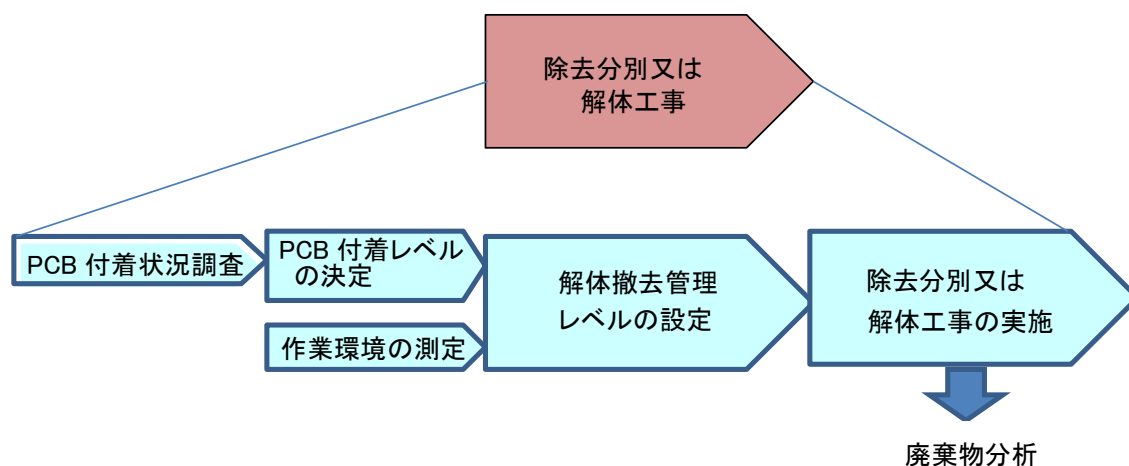 除去分別又は
解体工事
PCB 付着状況調査
PCB 付着レベル
の決定
作業環境の測定
解体撤去管理
レベルの設定
除去分別又は
解体工事の実施
廃棄物分析